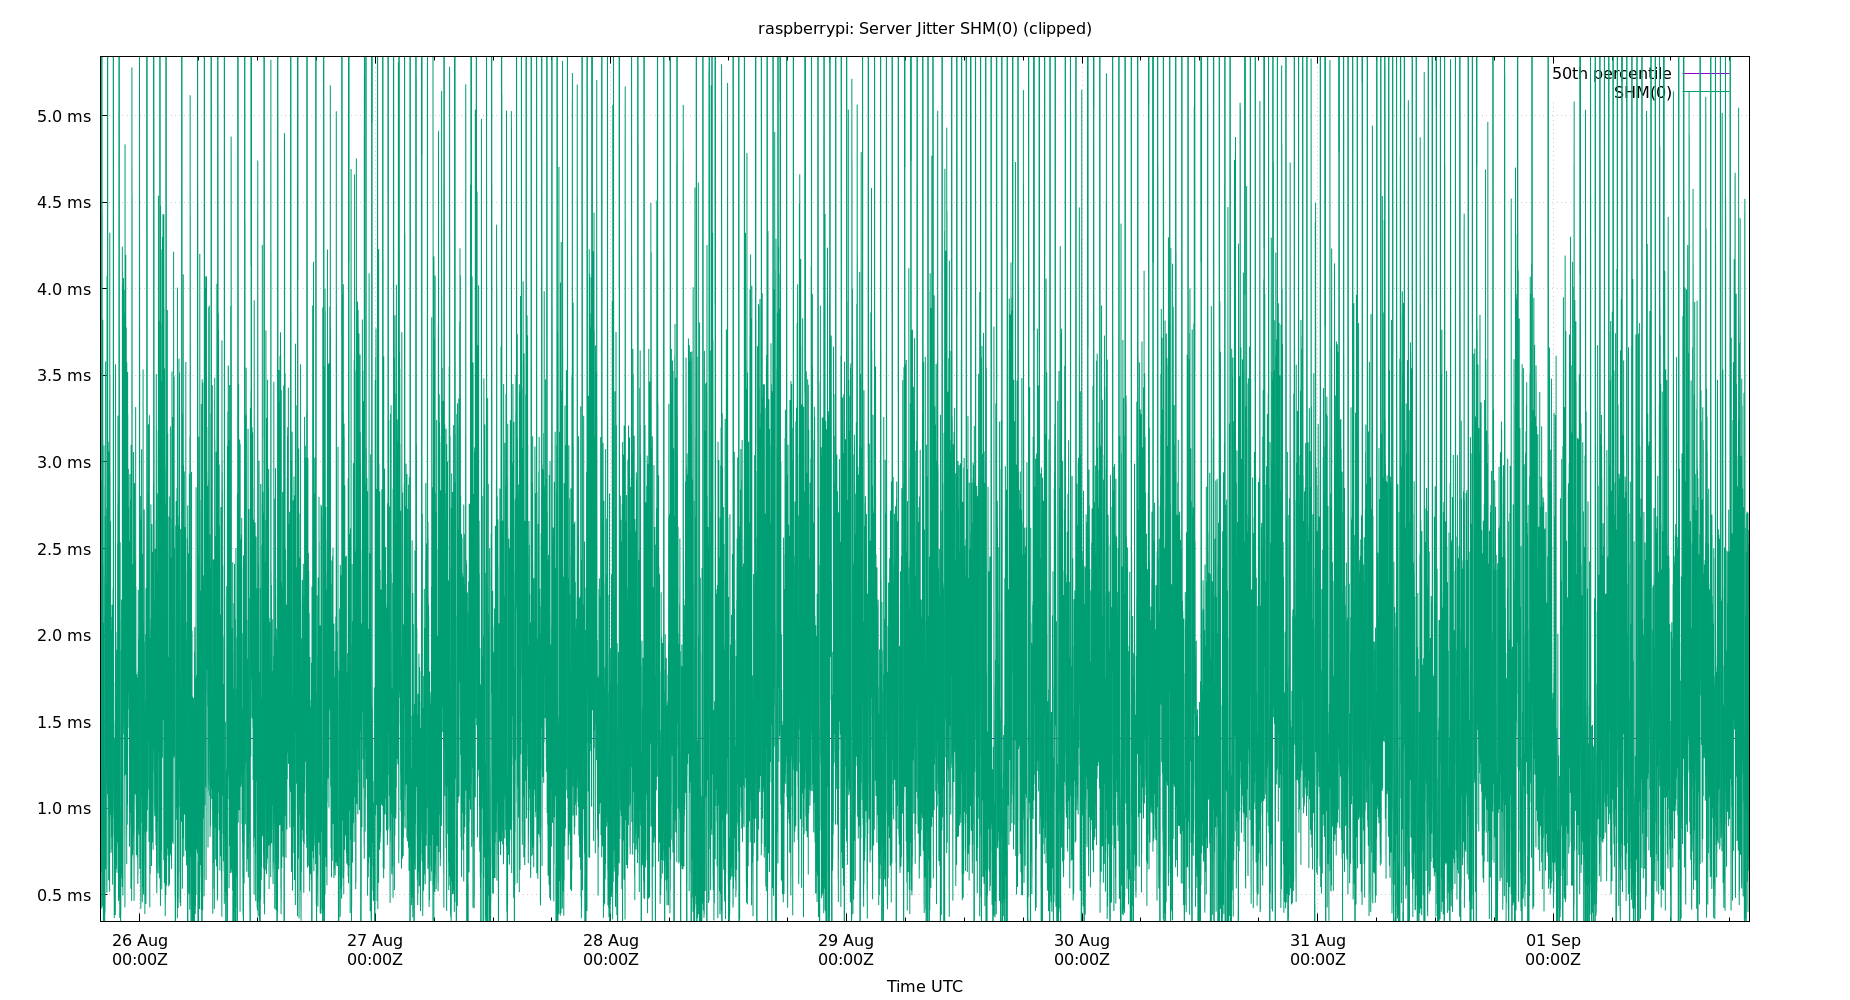 raspberrypi: Server Jitter SHM(0) (clipped)
50th percentile
SHM(0)
5.0 ms
4.5 ms
4.0 ms
3.5 ms
3.0 ms
2.5 ms
2.0 ms
1.5 ms
1.0 ms
0.5 ms
26 Aug 27 Aug 28 Aug 29 Aug 30 Aug 31 Aug 01 Sep
00:00Z 00:00Z 00:00Z 00:00Z 00:00Z 00:00Z 00:00Z
Time UTC